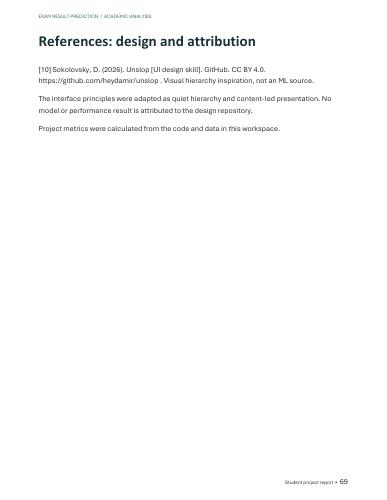 EXAM RESULT PREDICTION / ACADEMIC ANALYSIS
References: design and attribution
[10] Sokolovsky, D. (2026). Unslop [UI design skill]. GitHub. CC BY 4.0.
https://github.com/heydamir/unslop . Visual hierarchy inspiration, not an ML source.
The interface principles were adapted as quiet hierarchy and content-led presentation. No
model or performance result is attributed to the design repository.
Project metrics were calculated from the code and data in this workspace.
Student project report • 69